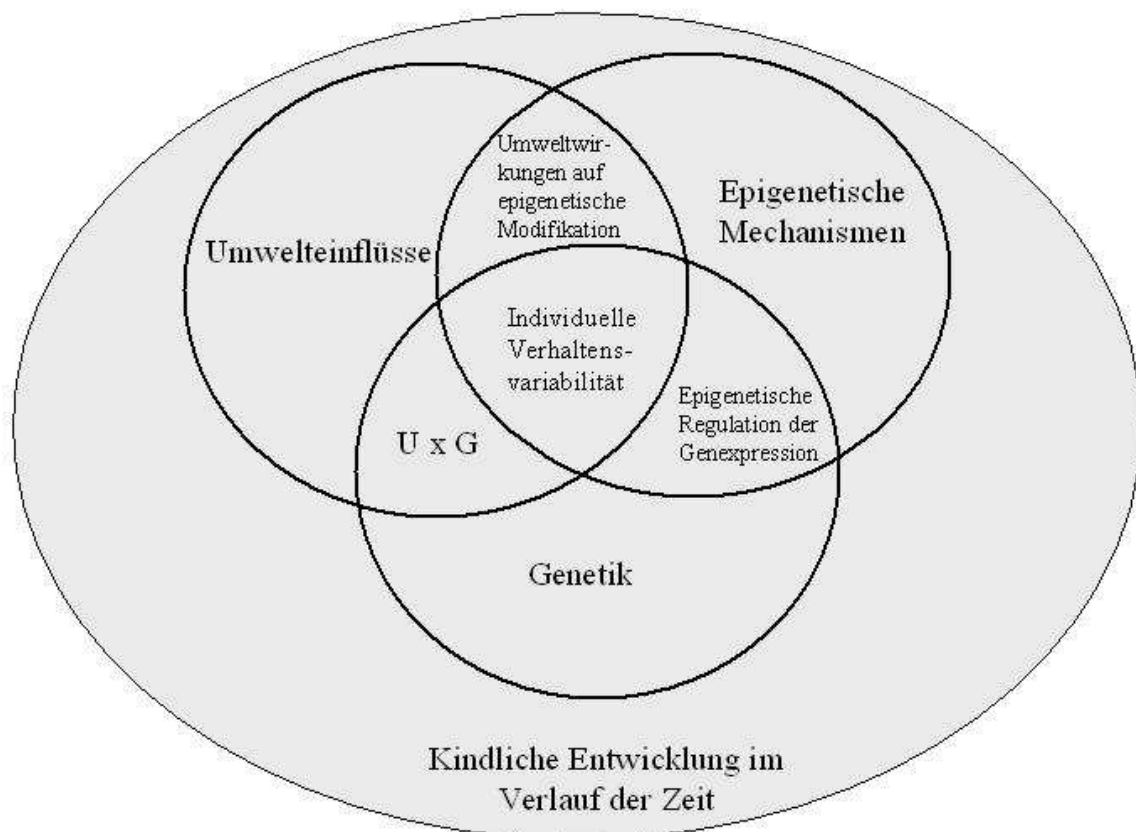 Umweltwir-
kungen auf
epigenetische
Modifikation
Epigenetische
Mechanismen
Umwelteinflüsse
Individuelle
Verhaltens-
variabilität
Epigenetische
Regulation der
Genexpression
U x G
Genetik
Kindliche Entwicklung im
Verlauf der Zeit